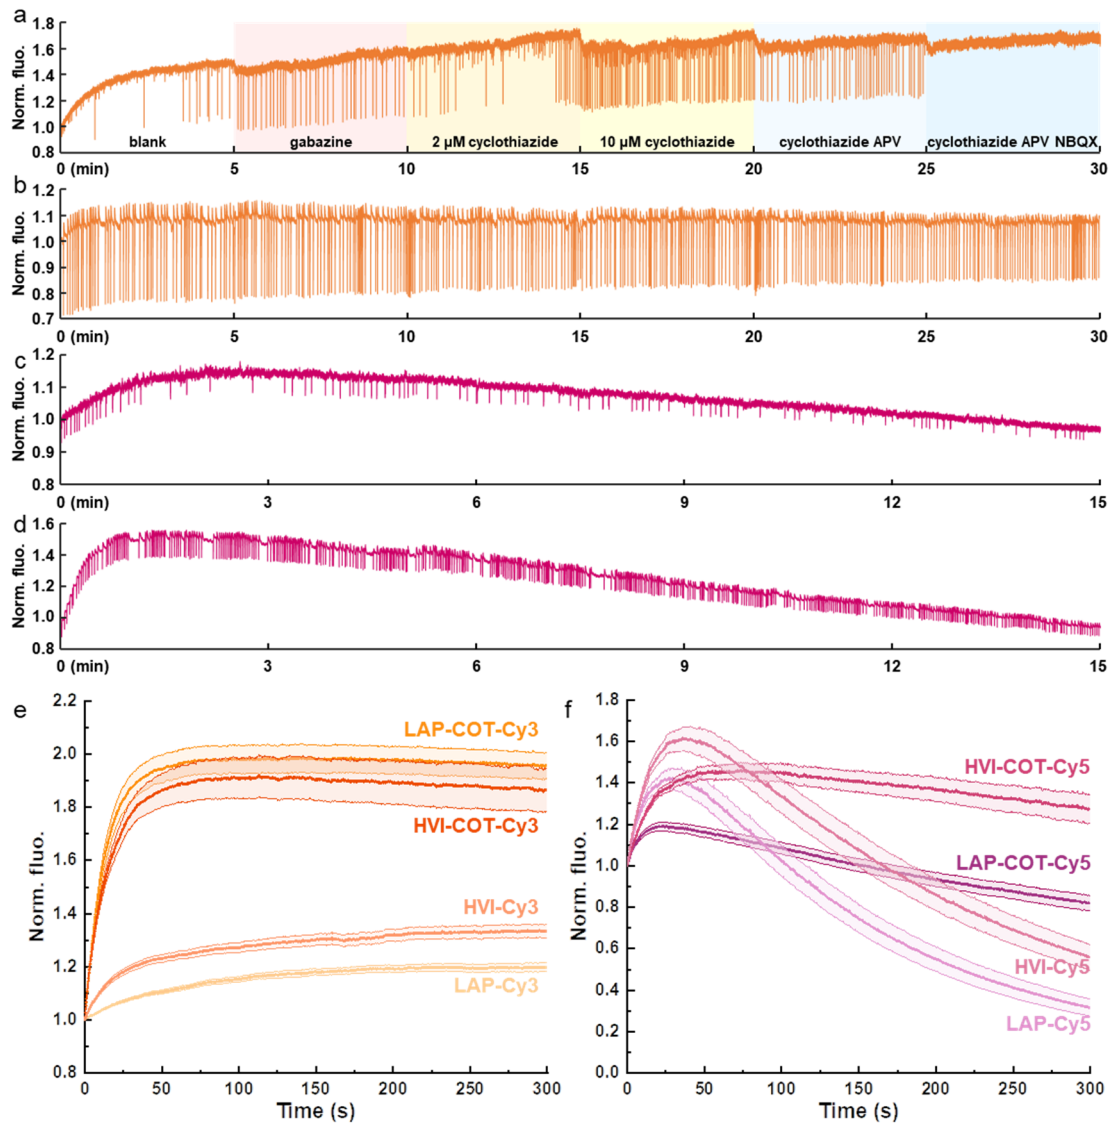 a
Norm. fluo.
1.8
1.6
1.4
1.2
1.0
0.8
blank
gabazine
2 μM cyclothiazide
10 μM cyclothiazide
cyclothiazide APV
cyclothiazide APV NBQX
0 (min) 5 10 15 20 25 30
b
Norm. fluo.
1.2
1.1
1.0
0.9
0.8
0.7
0 (min) 5 10 15 20 25 30
c
Norm. fluo.
1.2
1.1
1.0
0.9
0.8
0 (min) 3 6 9 12 15
d
Norm. fluo.
1.6
1.4
1.2
1.0
0.8
0 (min) 3 6 9 12 15
e
Norm. fluo.
2.2
2.0
1.8
1.6
1.4
1.2
1.0
0.8
LAP-COT-Cy3
HVI-COT-Cy3
HVI-Cy3
LAP-Cy3
0 50 100 150 200 250 300
Time (s)
f
Norm. fluo.
1.8
1.6
1.4
1.2
1.0
0.8
0.6
0.4
0.2
0.0
HVI-COT-Cy5
LAP-COT-Cy5
HVI-Cy5
LAP-Cy5
0 50 100 150 200 250 300
Time (s)